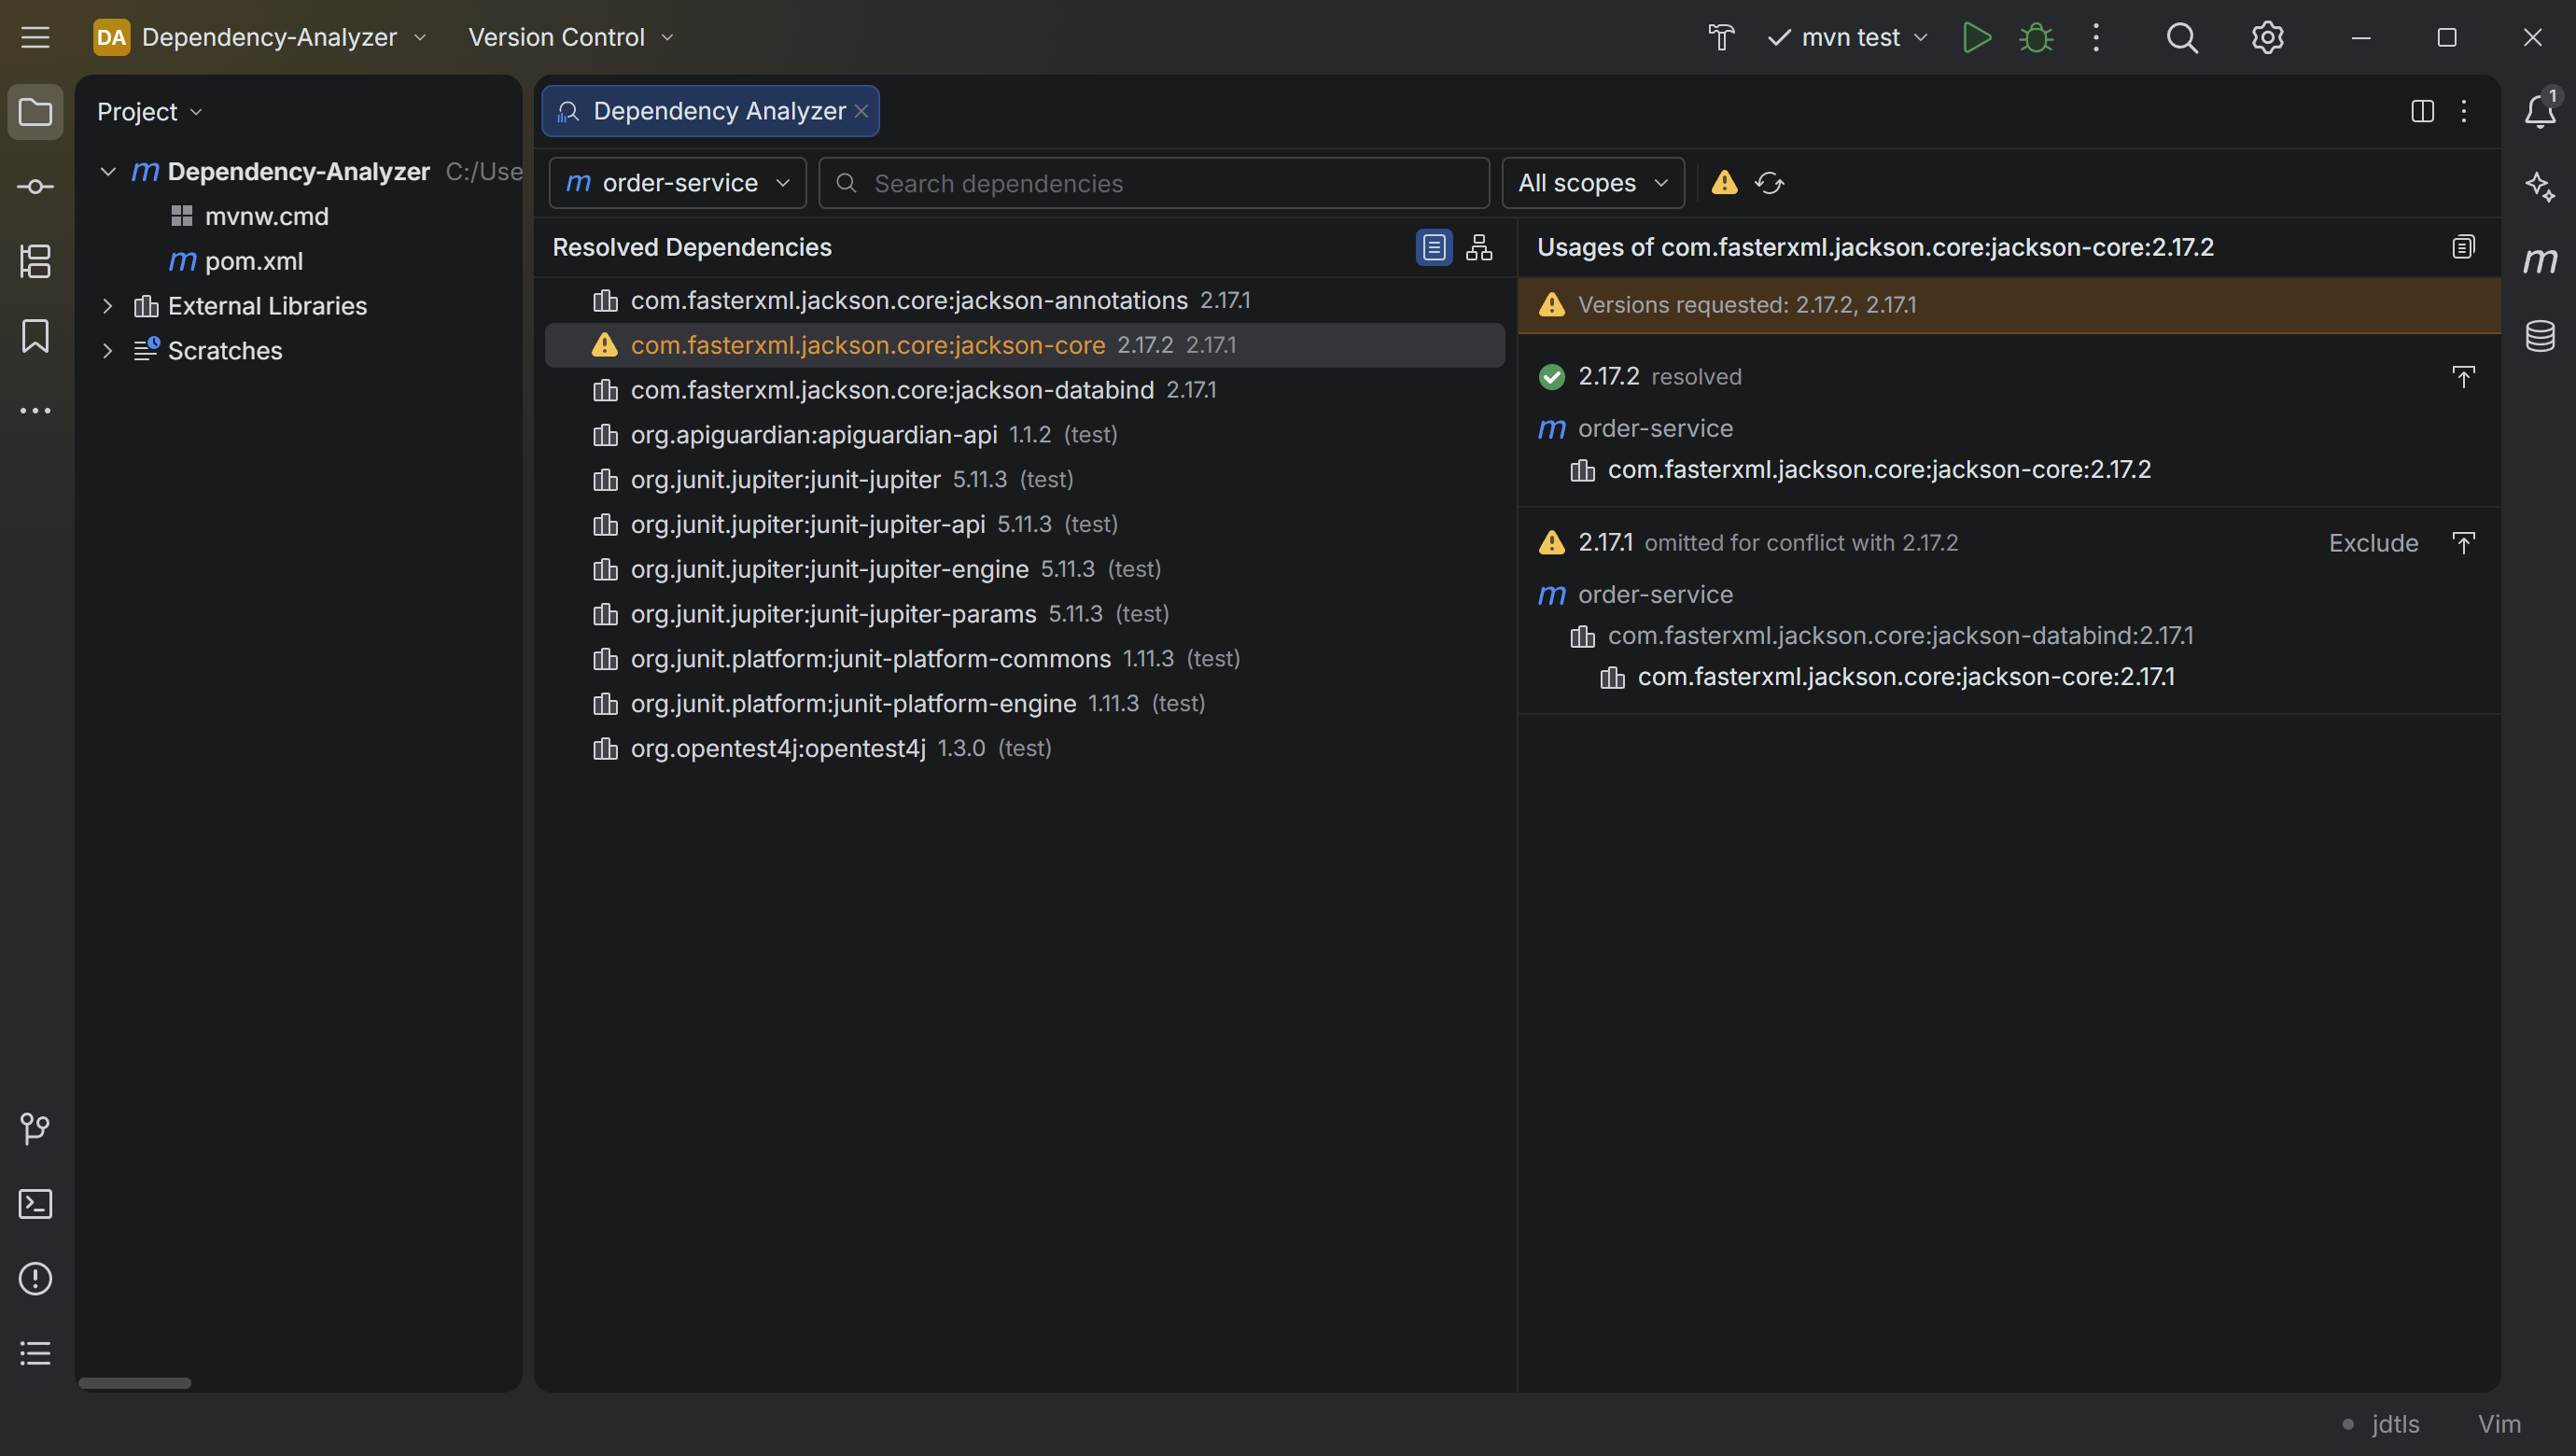 DA Dependency-Analyzer Version Control mvn test
Project
Dependency-Analyzer C:/Use
mvnw.cmd
m pom.xml
External Libraries
Scratches
Dependency Analyzer
m order-service Search dependencies All scopes
Resolved Dependencies
com.fasterxml.jackson.core:jackson-annotations 2.17.1
com.fasterxml.jackson.core:jackson-core 2.17.2 2.17.1
com.fasterxml.jackson.core:jackson-databind 2.17.1
org.apiguardian:apiguardian-api 1.1.2 (test)
org.junit.jupiter:junit-jupiter 5.11.3 (test)
org.junit.jupiter:junit-jupiter-api 5.11.3 (test)
org.junit.jupiter:junit-jupiter-engine 5.11.3 (test)
org.junit.jupiter:junit-jupiter-params 5.11.3 (test)
org.junit.platform:junit-platform-commons 1.11.3 (test)
org.junit.platform:junit-platform-engine 1.11.3 (test)
org.opentest4j:opentest4j 1.3.0 (test)
Usages of com.fasterxml.jackson.core:jackson-core:2.17.2
Versions requested: 2.17.2, 2.17.1
2.17.2 resolved
m order-service
com.fasterxml.jackson.core:jackson-core:2.17.2
2.17.1 omitted for conflict with 2.17.2 Exclude
m order-service
com.fasterxml.jackson.core:jackson-databind:2.17.1
com.fasterxml.jackson.core:jackson-core:2.17.1
1
m
jdtls Vim